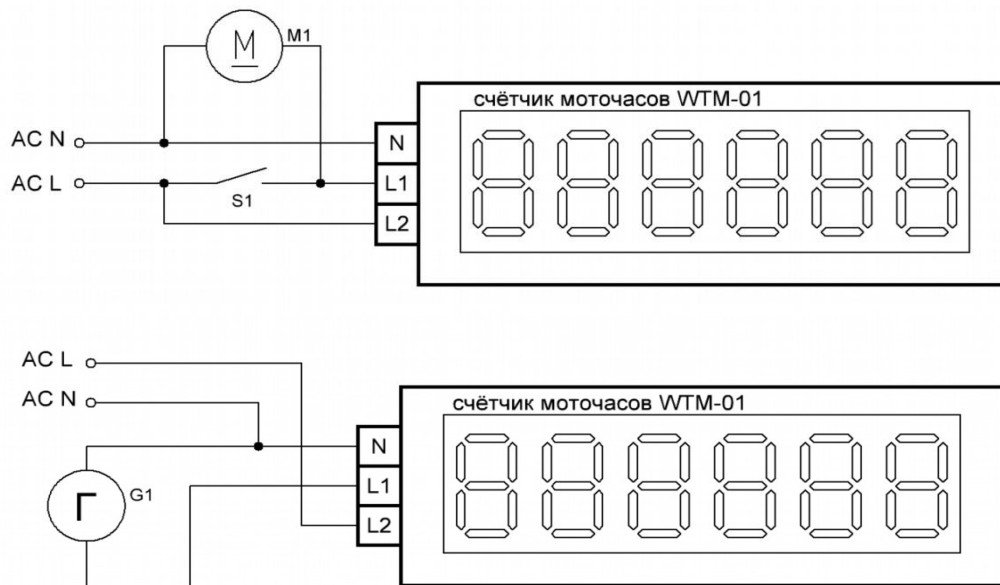 M
M1
счётчик моточасов WTM-01
AC N
N
AC L
L1
S1
L2
AC L
AC N
счётчик моточасов WTM-01
N
Г
G1
L1
L2